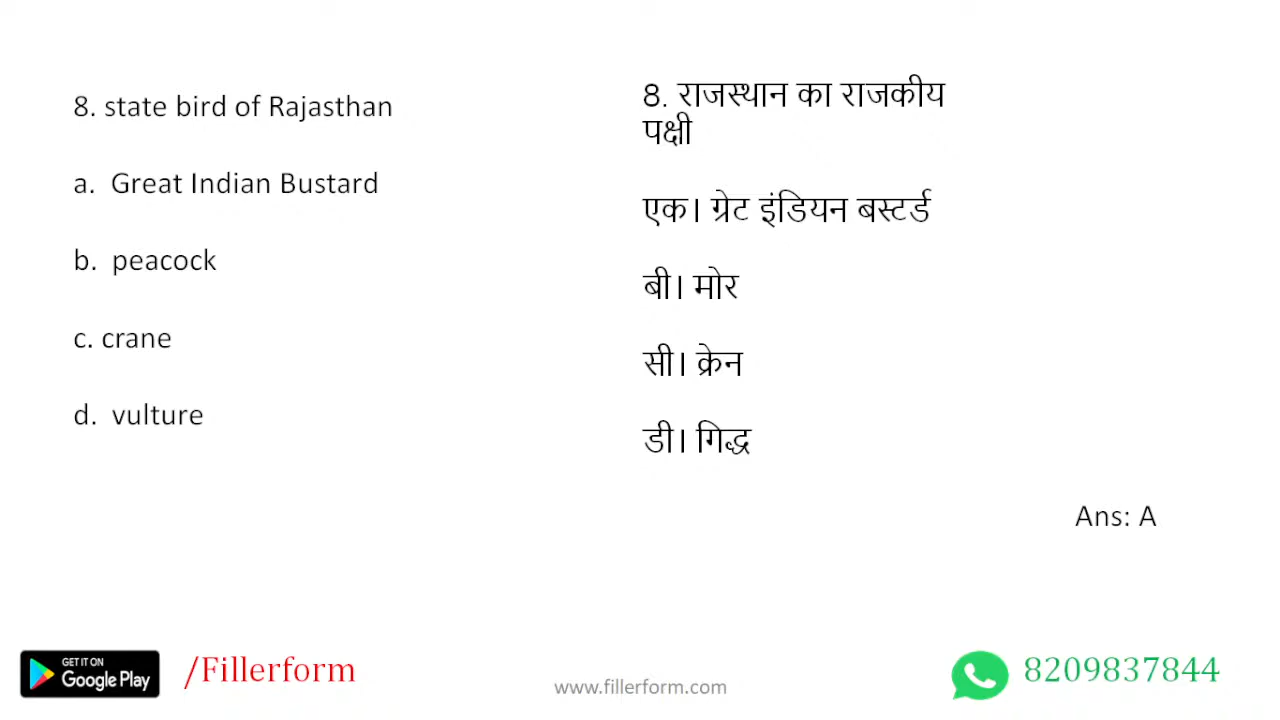 8. state bird of Rajasthan
a. Great Indian Bustard
b. peacock
c. crane
d. vulture
8. राजस्थान का राजकीय
पक्षी
एक। ग्रेट इंडियन बस्टर्ड
बी। मोर
सी। क्रेन
डी। गिद्ध
Ans: A
GET IT ON
Google Play
/Fillerform
www.fillerform.com
8209837844